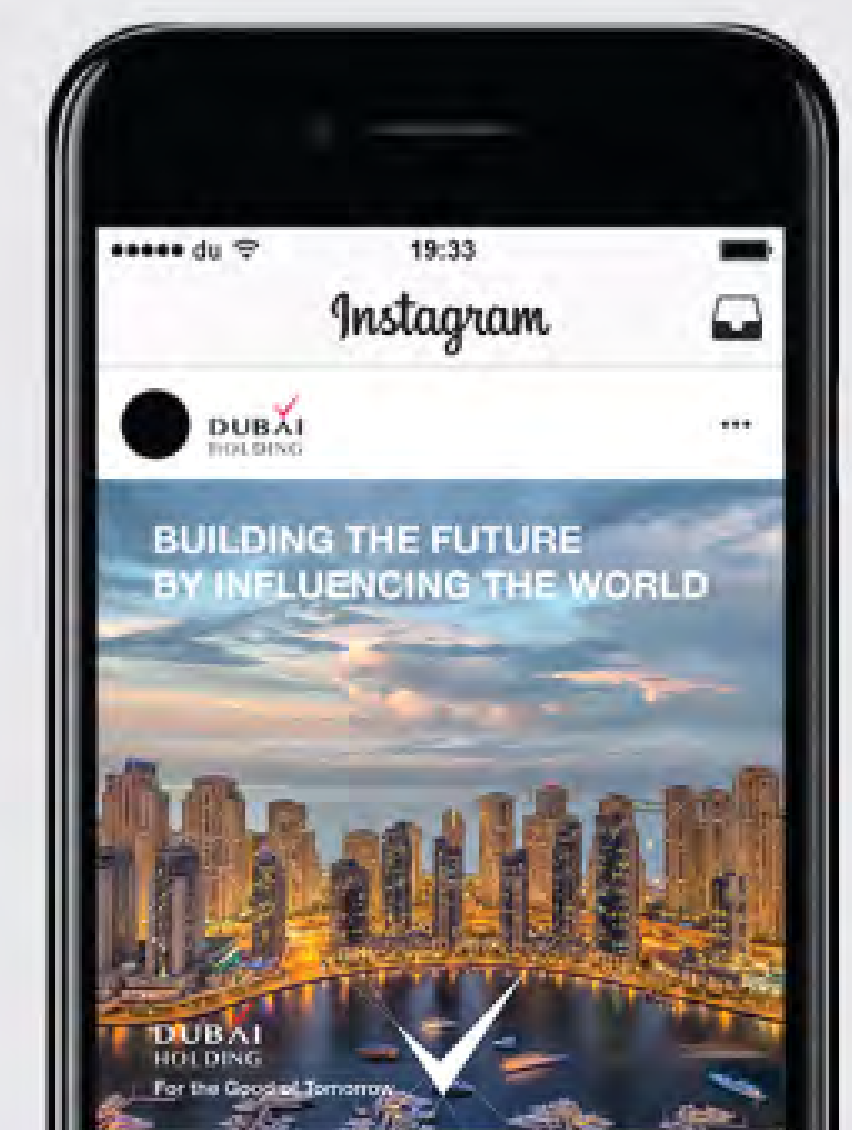 du 19:33
Instagram
DUBAI
HOLDING
BUILDING THE FUTURE
BY INFLUENCING THE WORLD
DUBAI
HOLDING
For the Good of Tomorrow